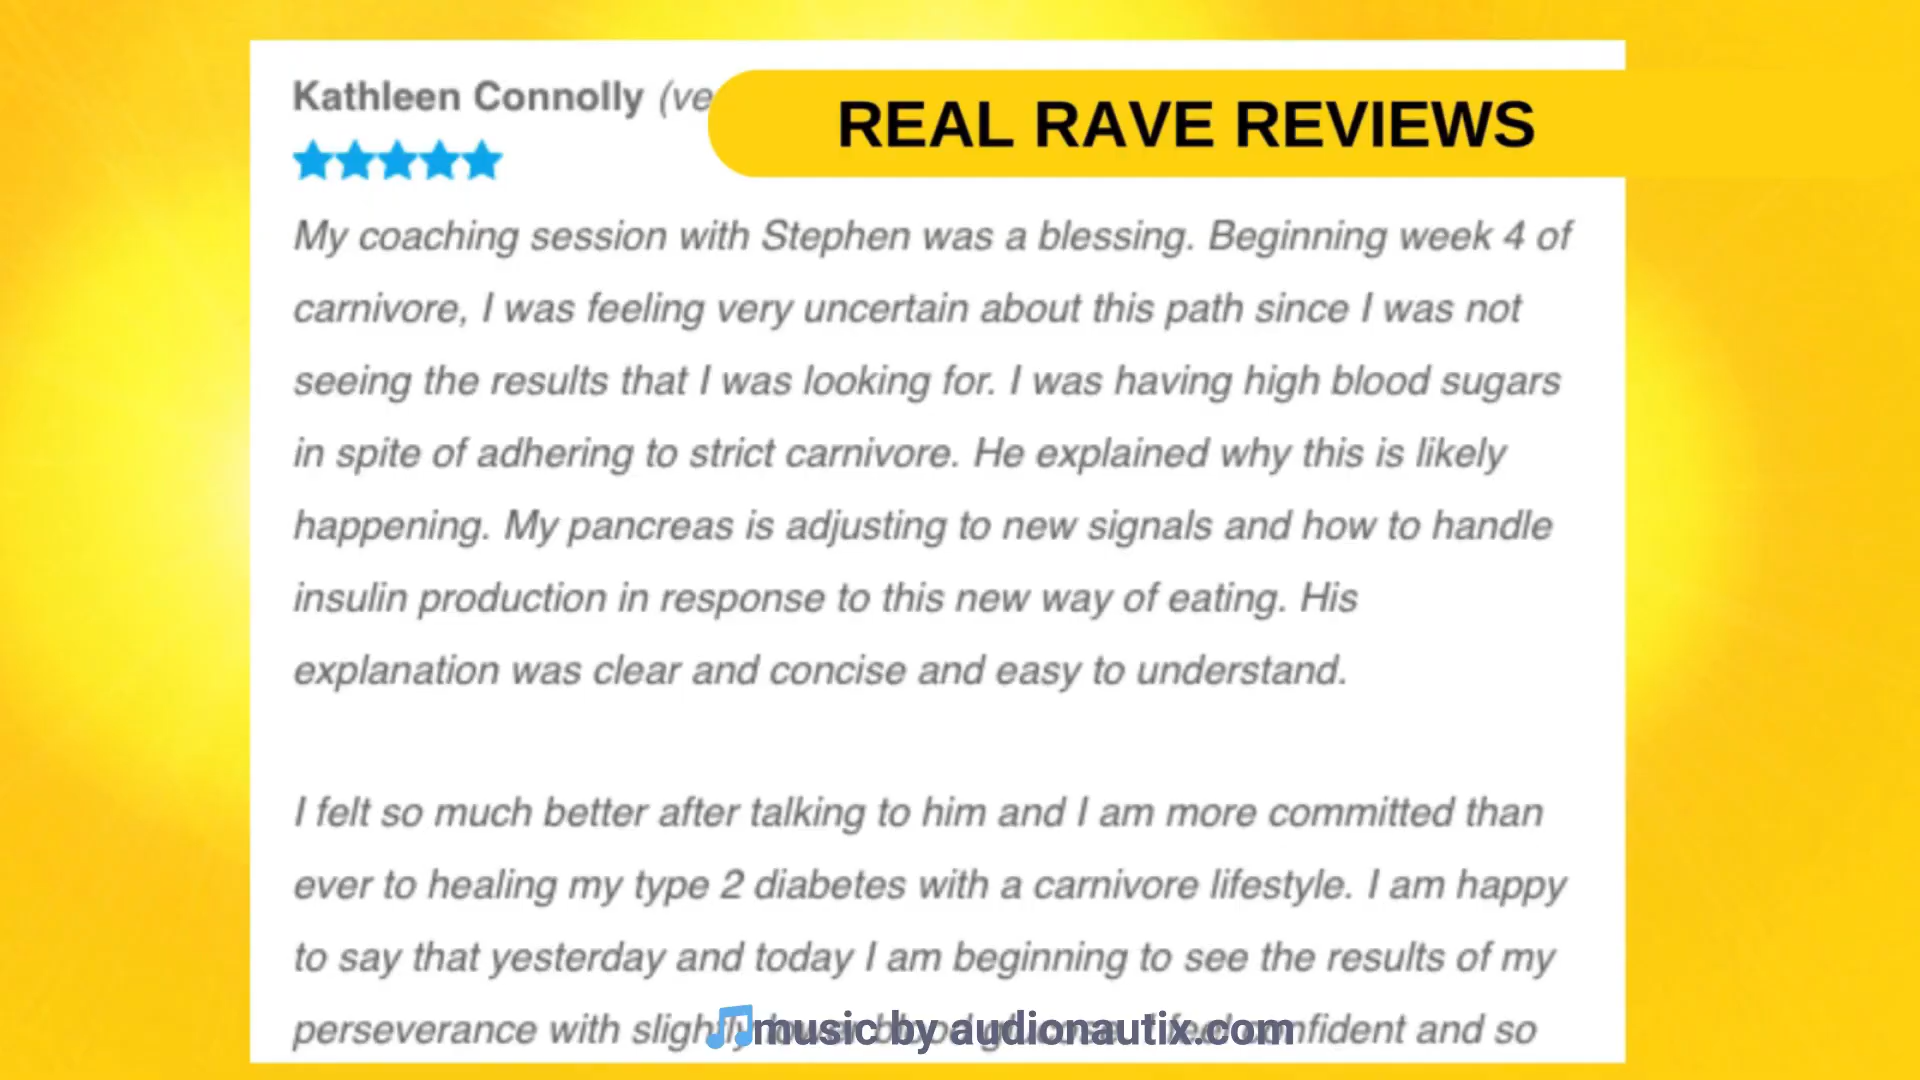 Kathleen Connolly (ve
REAL RAVE REVIEWS
My coaching session with Stephen was a blessing. Beginning week 4 of
carnivore, I was feeling very uncertain about this path since I was not
seeing the results that I was looking for. I was having high blood sugars
in spite of adhering to strict carnivore. He explained why this is likely
happening. My pancreas is adjusting to new signals and how to handle
insulin production in response to this new way of eating. His
explanation was clear and concise and easy to understand.
I felt so much better after talking to him and I am more committed than
ever to healing my type 2 diabetes with a carnivore lifestyle. I am happy
to say that yesterday and today I am beginning to see the results of my
perseverance with slightly lower blood glucose. I feel confident and so
music by audionautix.com